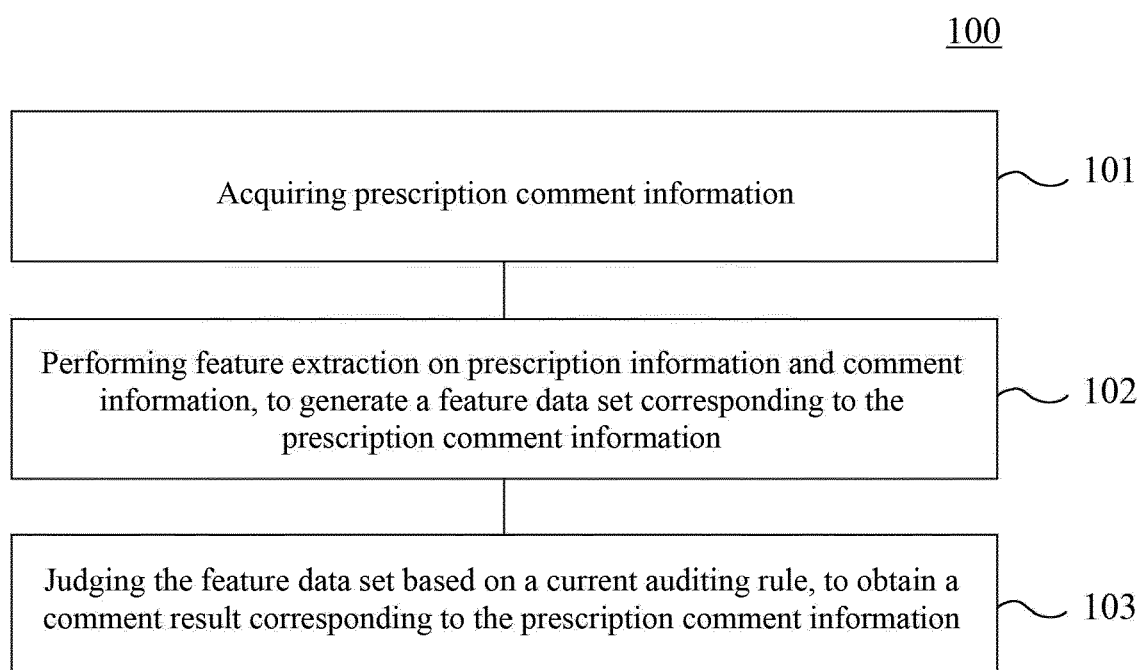 100
Acquiring prescription comment information
101
Performing feature extraction on prescription information and comment
information, to generate a feature data set corresponding to the
prescription comment information
102
Judging the feature data set based on a current auditing rule, to obtain a
comment result corresponding to the prescription comment information
103